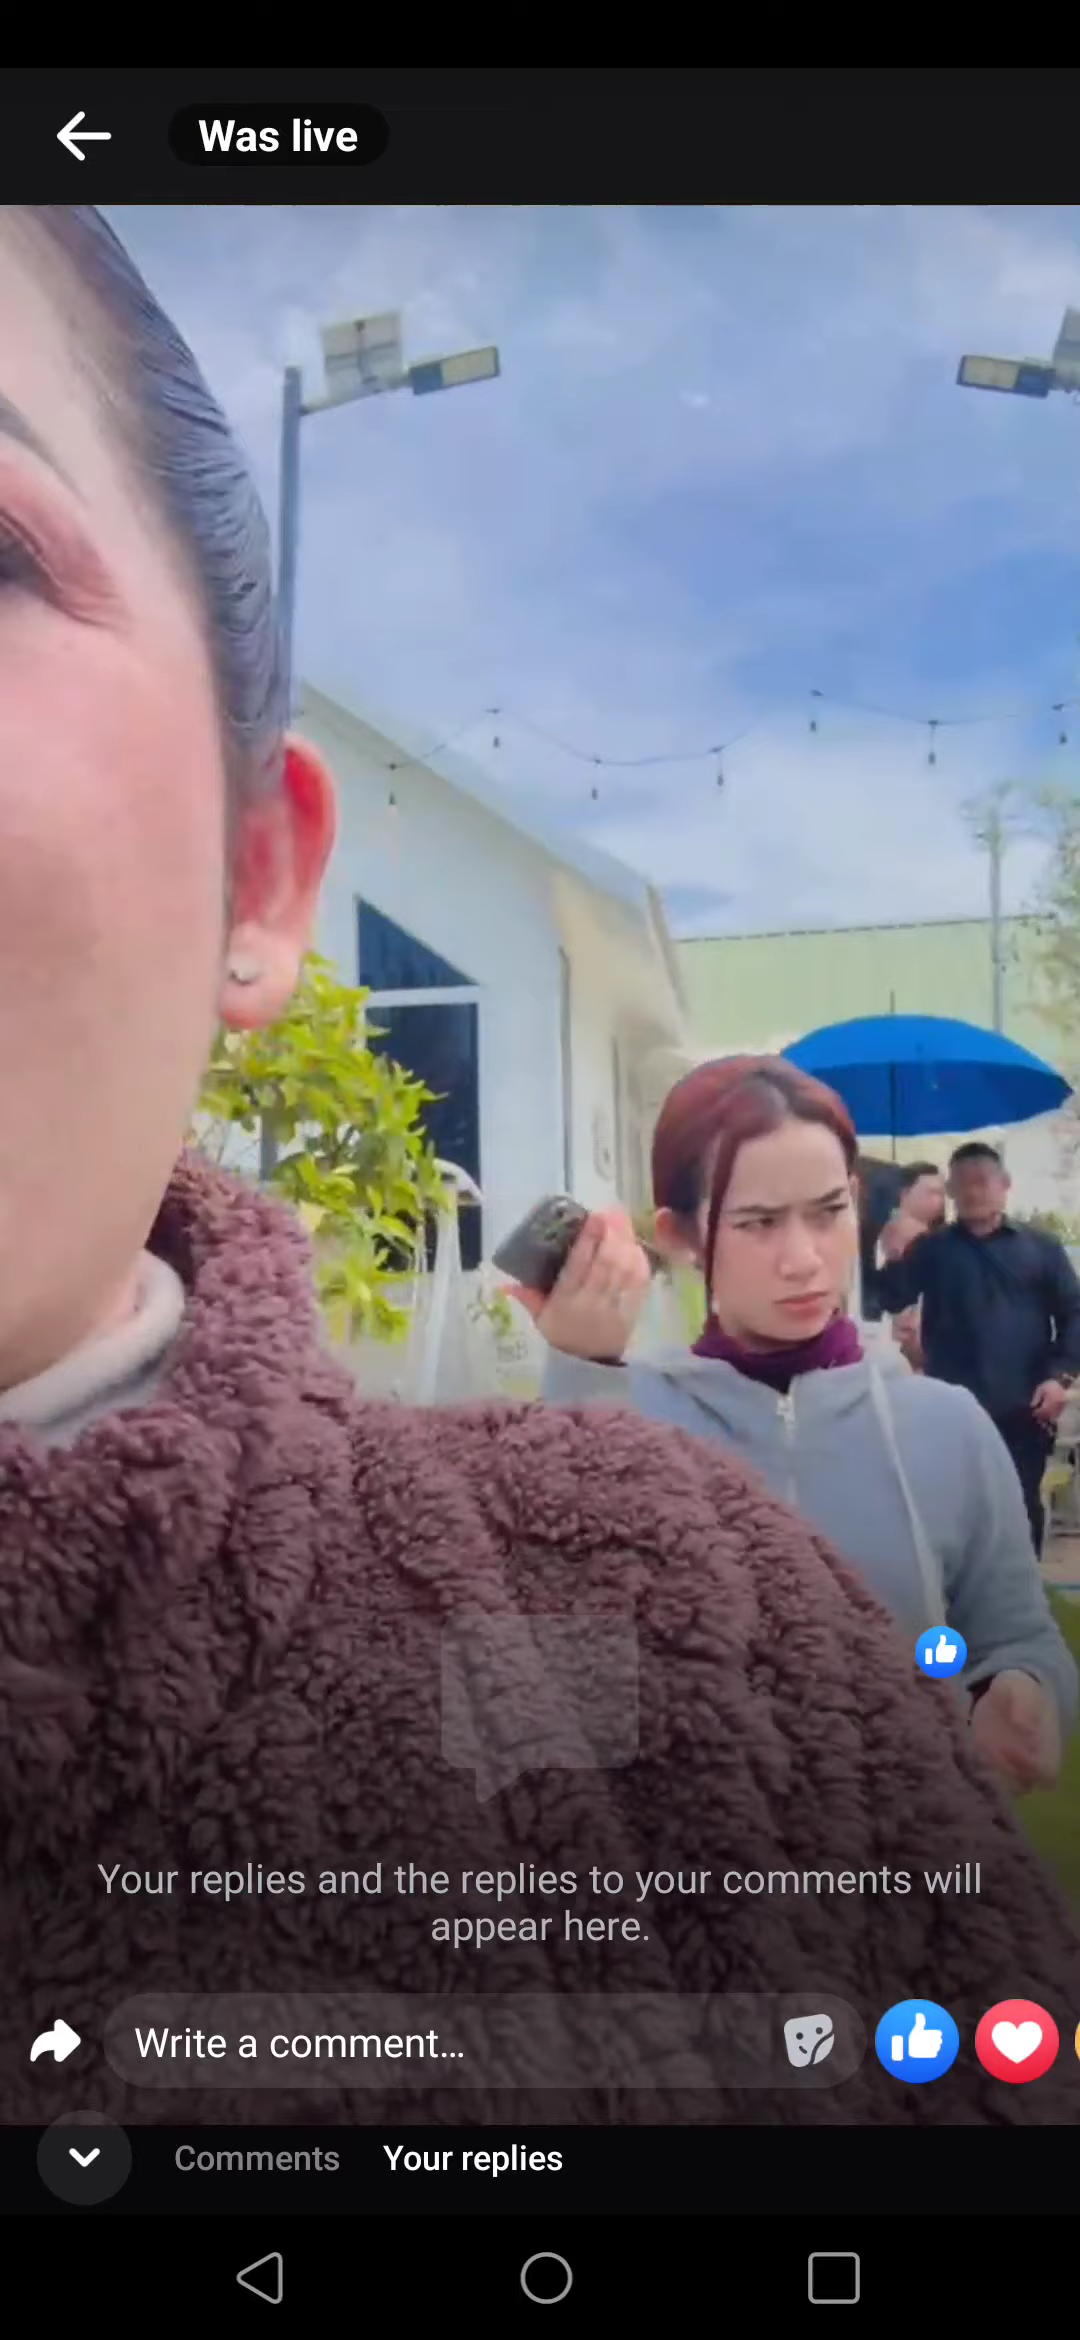 Was live
Your replies and the replies to your comments will
appear here.
Write a comment...
Comments
Your replies